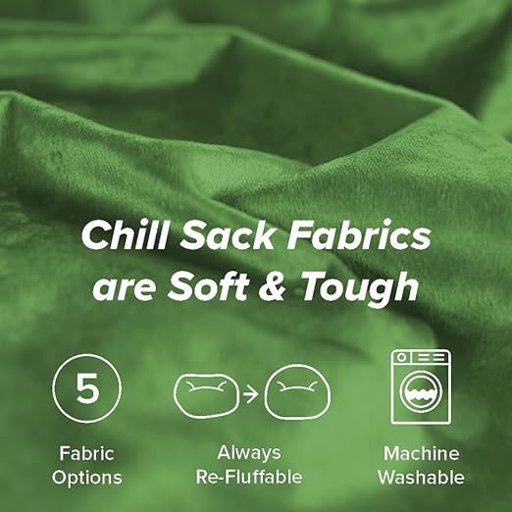 Chill Sack Fabrics
are Soft & Tough
5
Fabric
Options
Always
Re-Fluffable
Machine
Washable